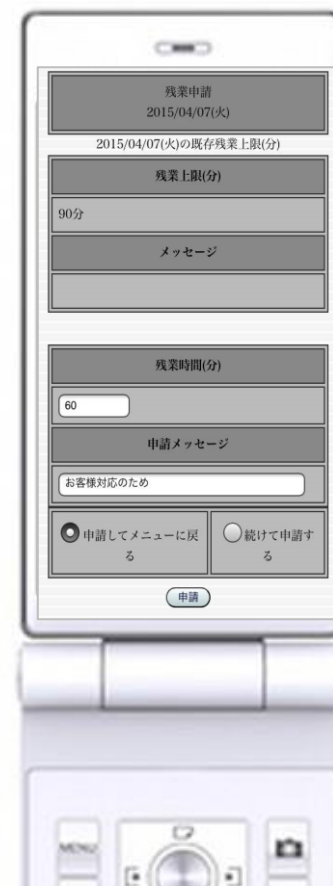 残業申請
2015/04/07(火)
2015/04/07(火)の既存残業上限(分)
残業上限(分)
90分
メッセージ
残業時間(分)
60
申請メッセージ
お客様対応のため
申請してメニューに戻
る
続けて申請す
る
申請
MENU